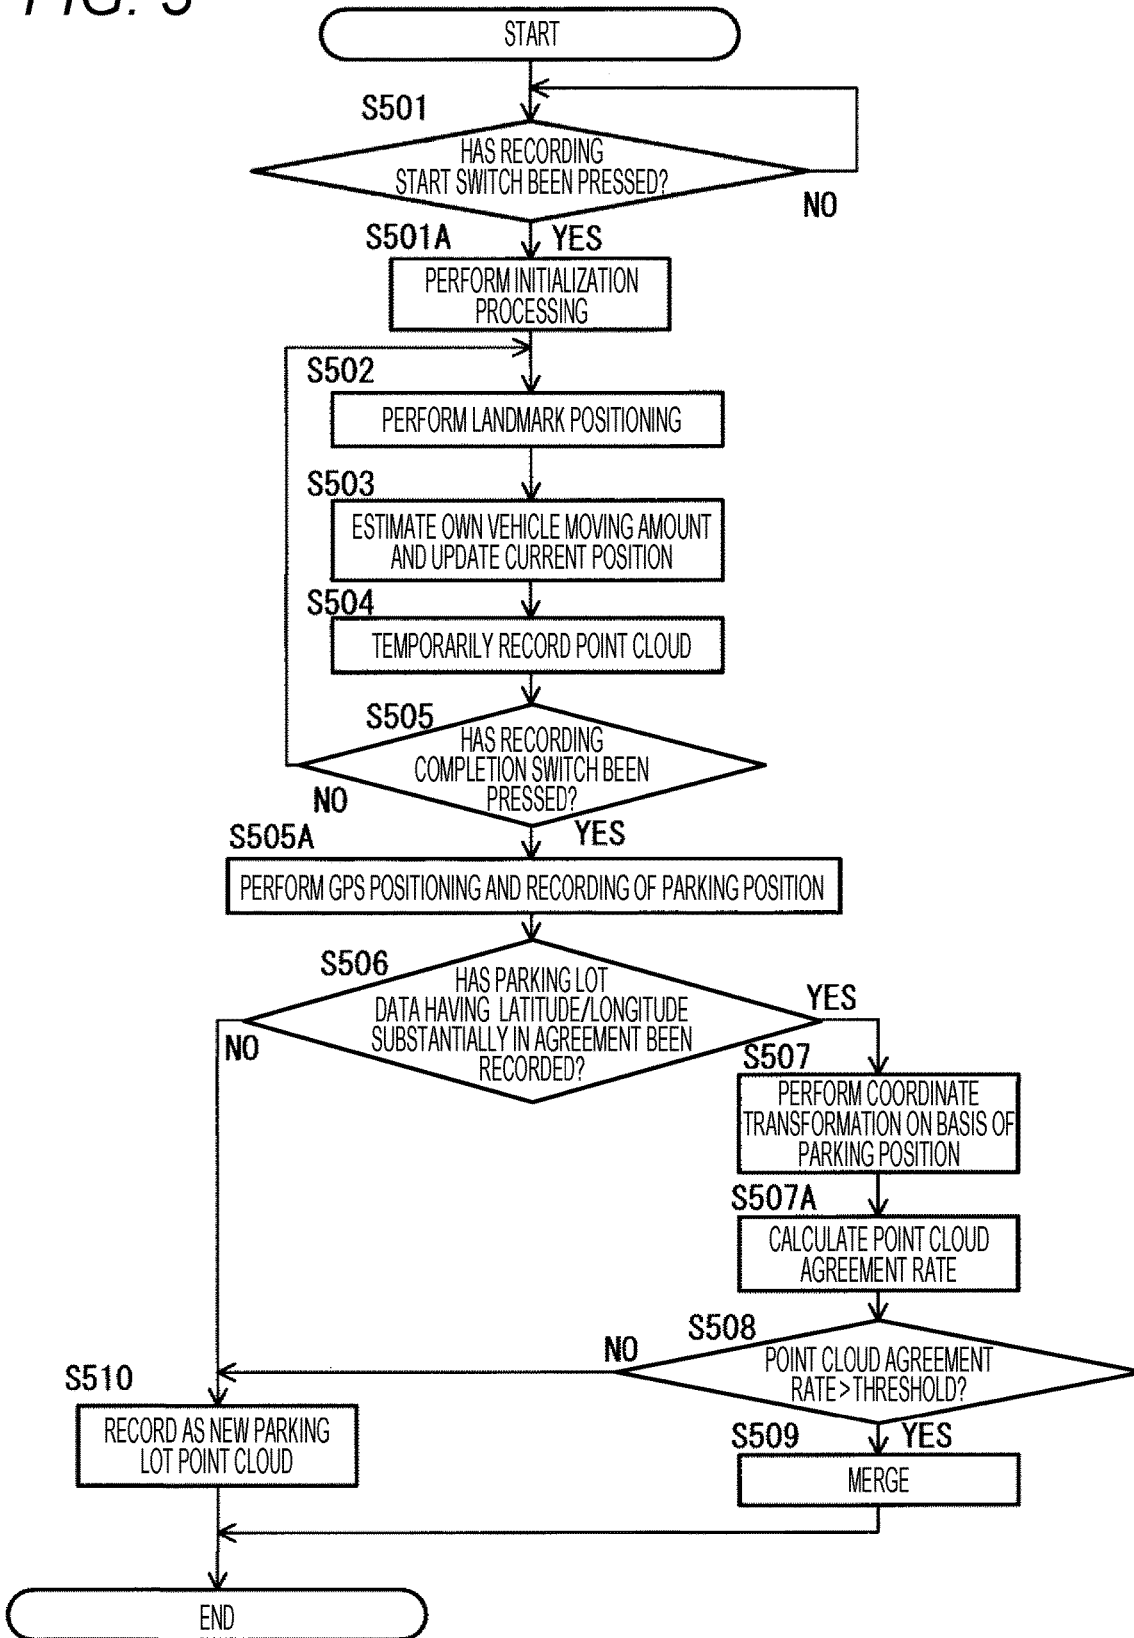 FIG. 5
START
S501
HAS RECORDING
START SWITCH BEEN PRESSED?
NO
S501A
YES
PERFORM INITIALIZATION
PROCESSING
S502
PERFORM LANDMARK POSITIONING
S503
ESTIMATE OWN VEHICLE MOVING AMOUNT
AND UPDATE CURRENT POSITION
S504
TEMPORARILY RECORD POINT CLOUD
S505
HAS RECORDING
COMPLETION SWITCH BEEN
PRESSED?
NO
YES
S505A
PERFORM GPS POSITIONING AND RECORDING OF PARKING POSITION
S506
HAS PARKING LOT
DATA HAVING LATITUDE/LONGITUDE
SUBSTANTIALLY IN AGREEMENT BEEN
RECORDED?
YES
NO
S507
PERFORM COORDINATE
TRANSFORMATION ON BASIS OF
PARKING POSITION
S507A
CALCULATE POINT CLOUD
AGREEMENT RATE
S508
NO
POINT CLOUD AGREEMENT
RATE > THRESHOLD?
S510
RECORD AS NEW PARKING
LOT POINT CLOUD
S509
YES
MERGE
END